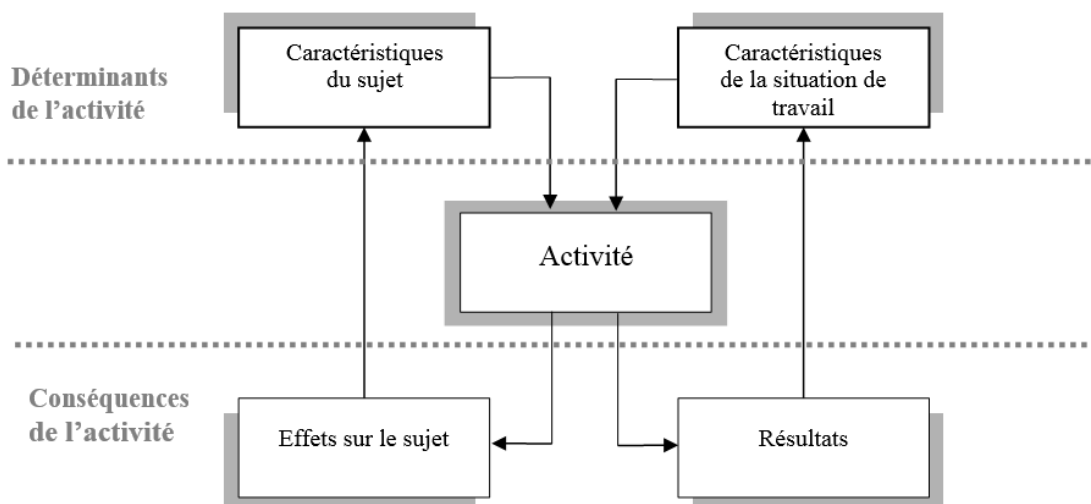 Déterminants
de l’activité
Caractéristiques
du sujet
Caractéristiques
de la situation de
travail
Activité
Conséquences
de l’activité
Effets sur le sujet
Résultats